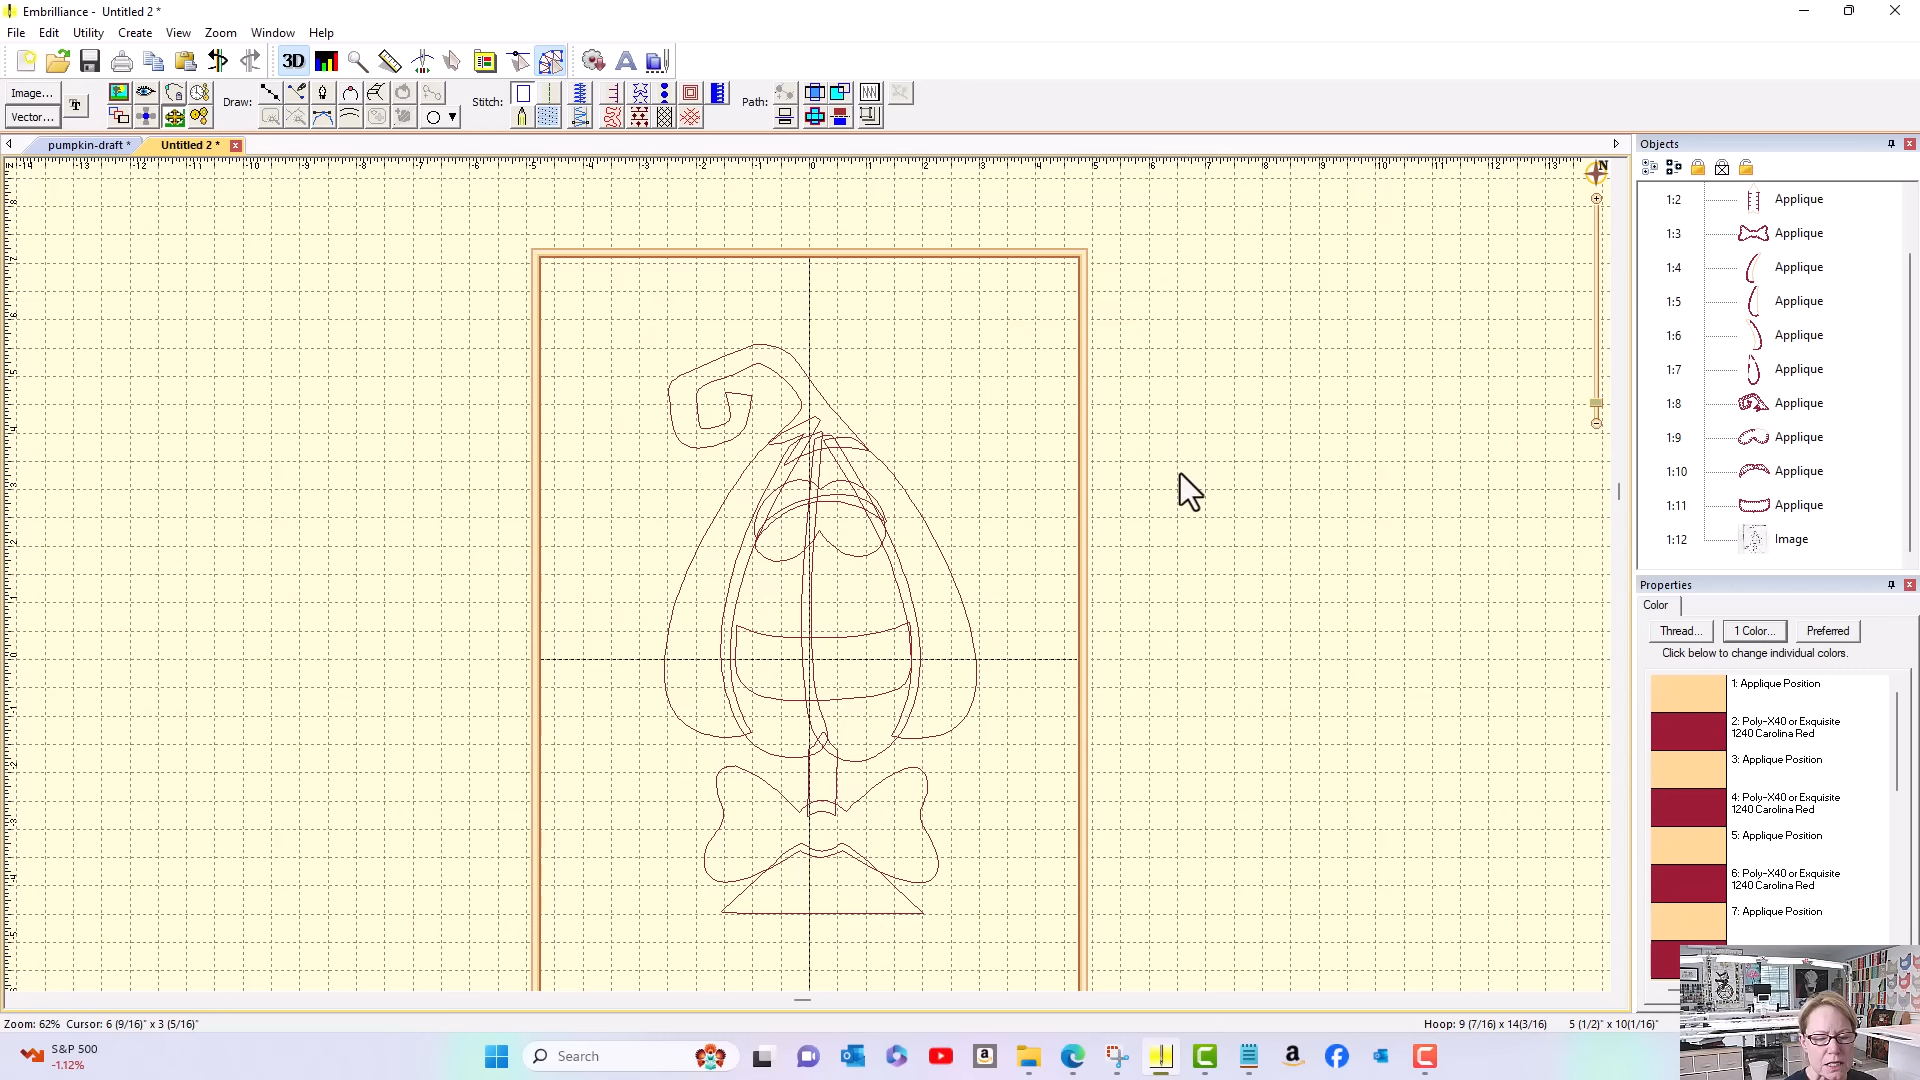 Embrilliance - Untitled 2 *
File Edit Utility Create View Zoom Window Help
3D
Image...
Vector...
Draw:
Stitch:
Path:
pumpkin-draft *
Untitled 2 *
N
Objects
1:2 Applique
1:3 Applique
1:4 Applique
1:5 Applique
1:6 Applique
1:7 Applique
1:8 Applique
1:9 Applique
1:10 Applique
1:11 Applique
1:12 Image
Properties
Color
Thread... 1 Color... Preferred
Click below to change individual colors.
1: Applique Position
2: Poly-X40 or Exquisite
1240 Carolina Red
3: Applique Position
4: Poly-X40 or Exquisite
1240 Carolina Red
5: Applique Position
6: Poly-X40 or Exquisite
1240 Carolina Red
7: Applique Position
Zoom: 62% Cursor: 6 (9/16)" x 3 (5/16)"
Hoop: 9 (7/16) x 14(3/16)
5 (1/2)" x 10(1/16)"
S&P 500
-1.12%
Search